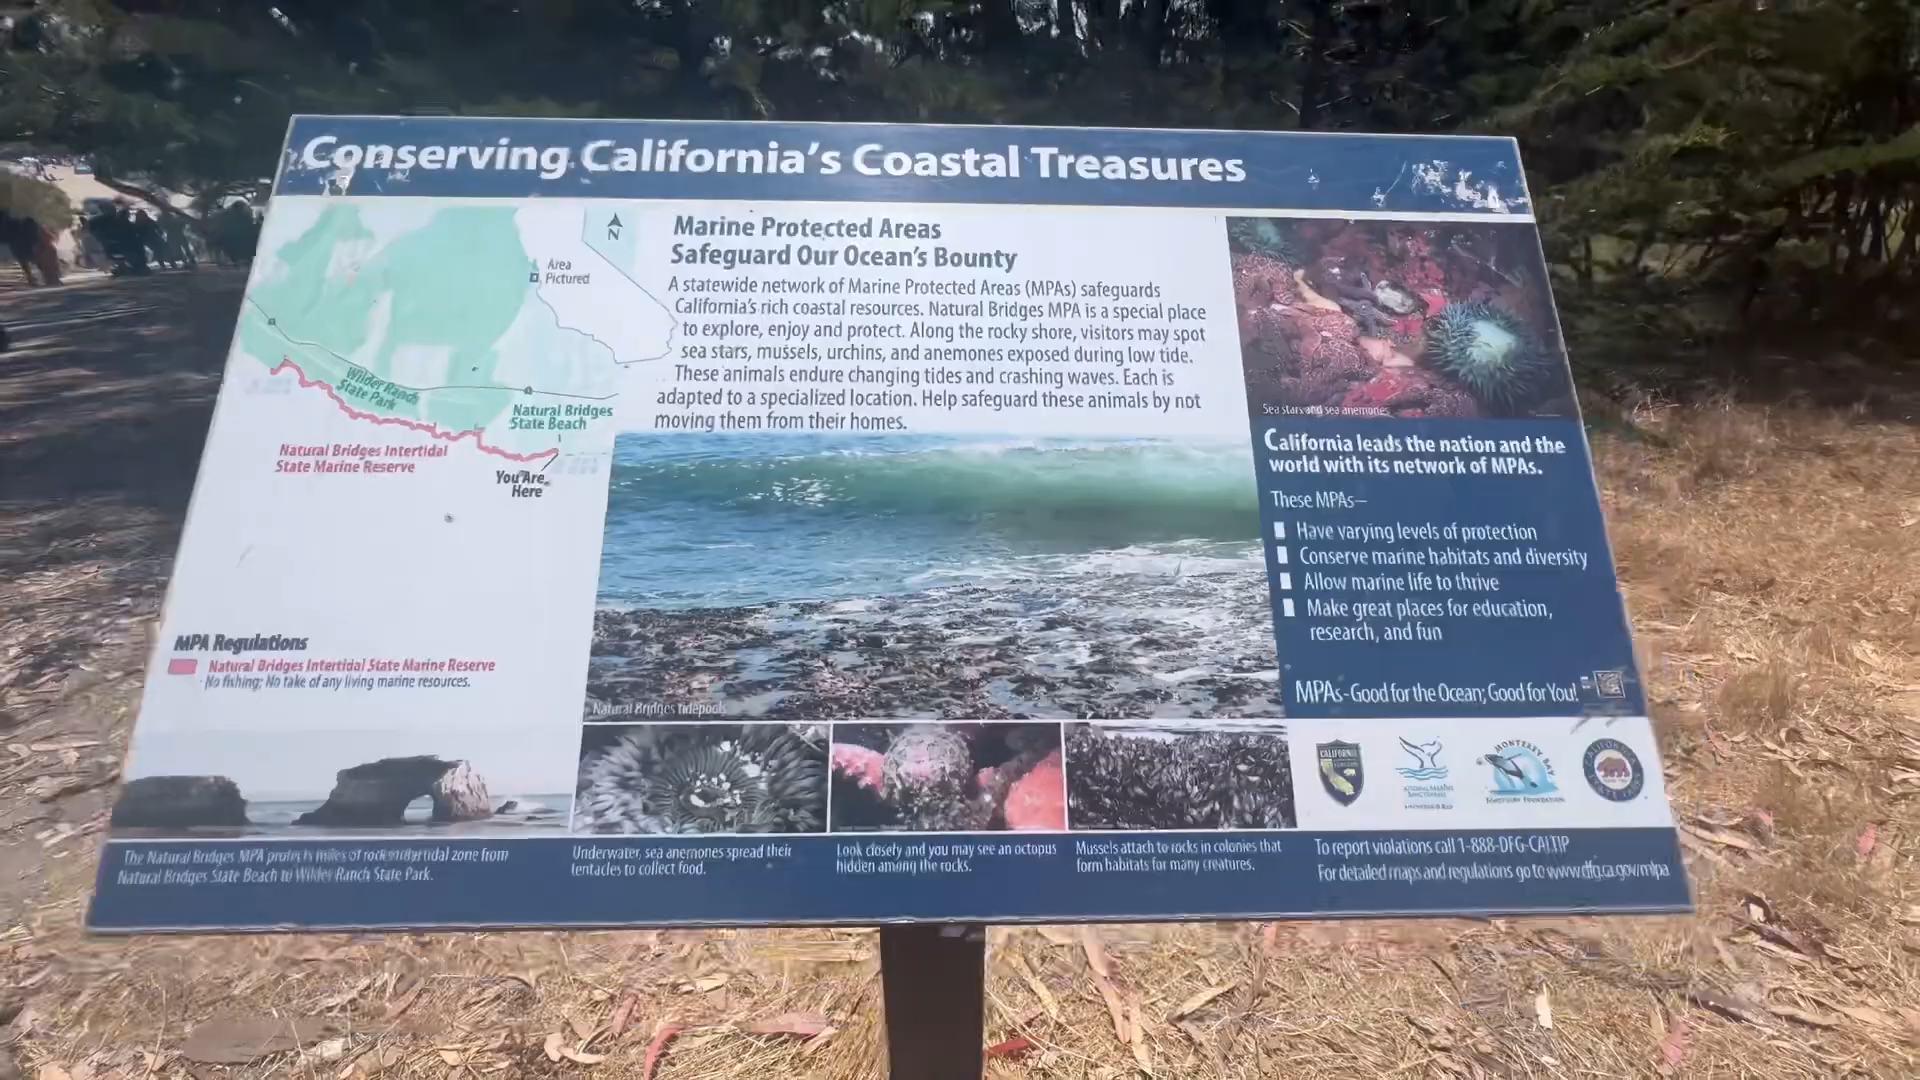 Conserving California's Coastal Treasures
N
Area
Pictured
Wilder Ranch
State Park
Natural Bridges
State Beach
Natural Bridges Intertidal
State Marine Reserve
You Are
Here
MPA Regulations
Natural Bridges Intertidal State Marine Reserve
No fishing; No take of any living marine resources.
Marine Protected Areas
Safeguard Our Ocean's Bounty
A statewide network of Marine Protected Areas (MPAs) safeguards
California's rich coastal resources. Natural Bridges MPA is a special place
to explore, enjoy and protect. Along the rocky shore, visitors may spot
sea stars, mussels, urchins, and anemones exposed during low tide.
These animals endure changing tides and crashing waves. Each is
adapted to a specialized location. Help safeguard these animals by not
moving them from their homes.
Natural Bridges tidepools
Sea stars and sea anemones
California leads the nation and the
world with its network of MPAs.
These MPAs—
Have varying levels of protection
Conserve marine habitats and diversity
Allow marine life to thrive
Make great places for education,
research, and fun
MPAs - Good for the Ocean; Good for You!
CALIFORNIA
MONTEREY BAY
SANCTUARY FOUNDATION
The Natural Bridges MPA protects miles of rock intertidal zone from
Natural Bridges State Beach to Wilder Ranch State Park.
Underwater, sea anemones spread their
tentacles to collect food.
Look closely and you may see an octopus
hidden among the rocks.
Mussels attach to rocks in colonies that
form habitats for many creatures.
To report violations call 1-888-DFG-CALTIP
For detailed maps and regulations go to www.dfg.ca.gov/mlpa